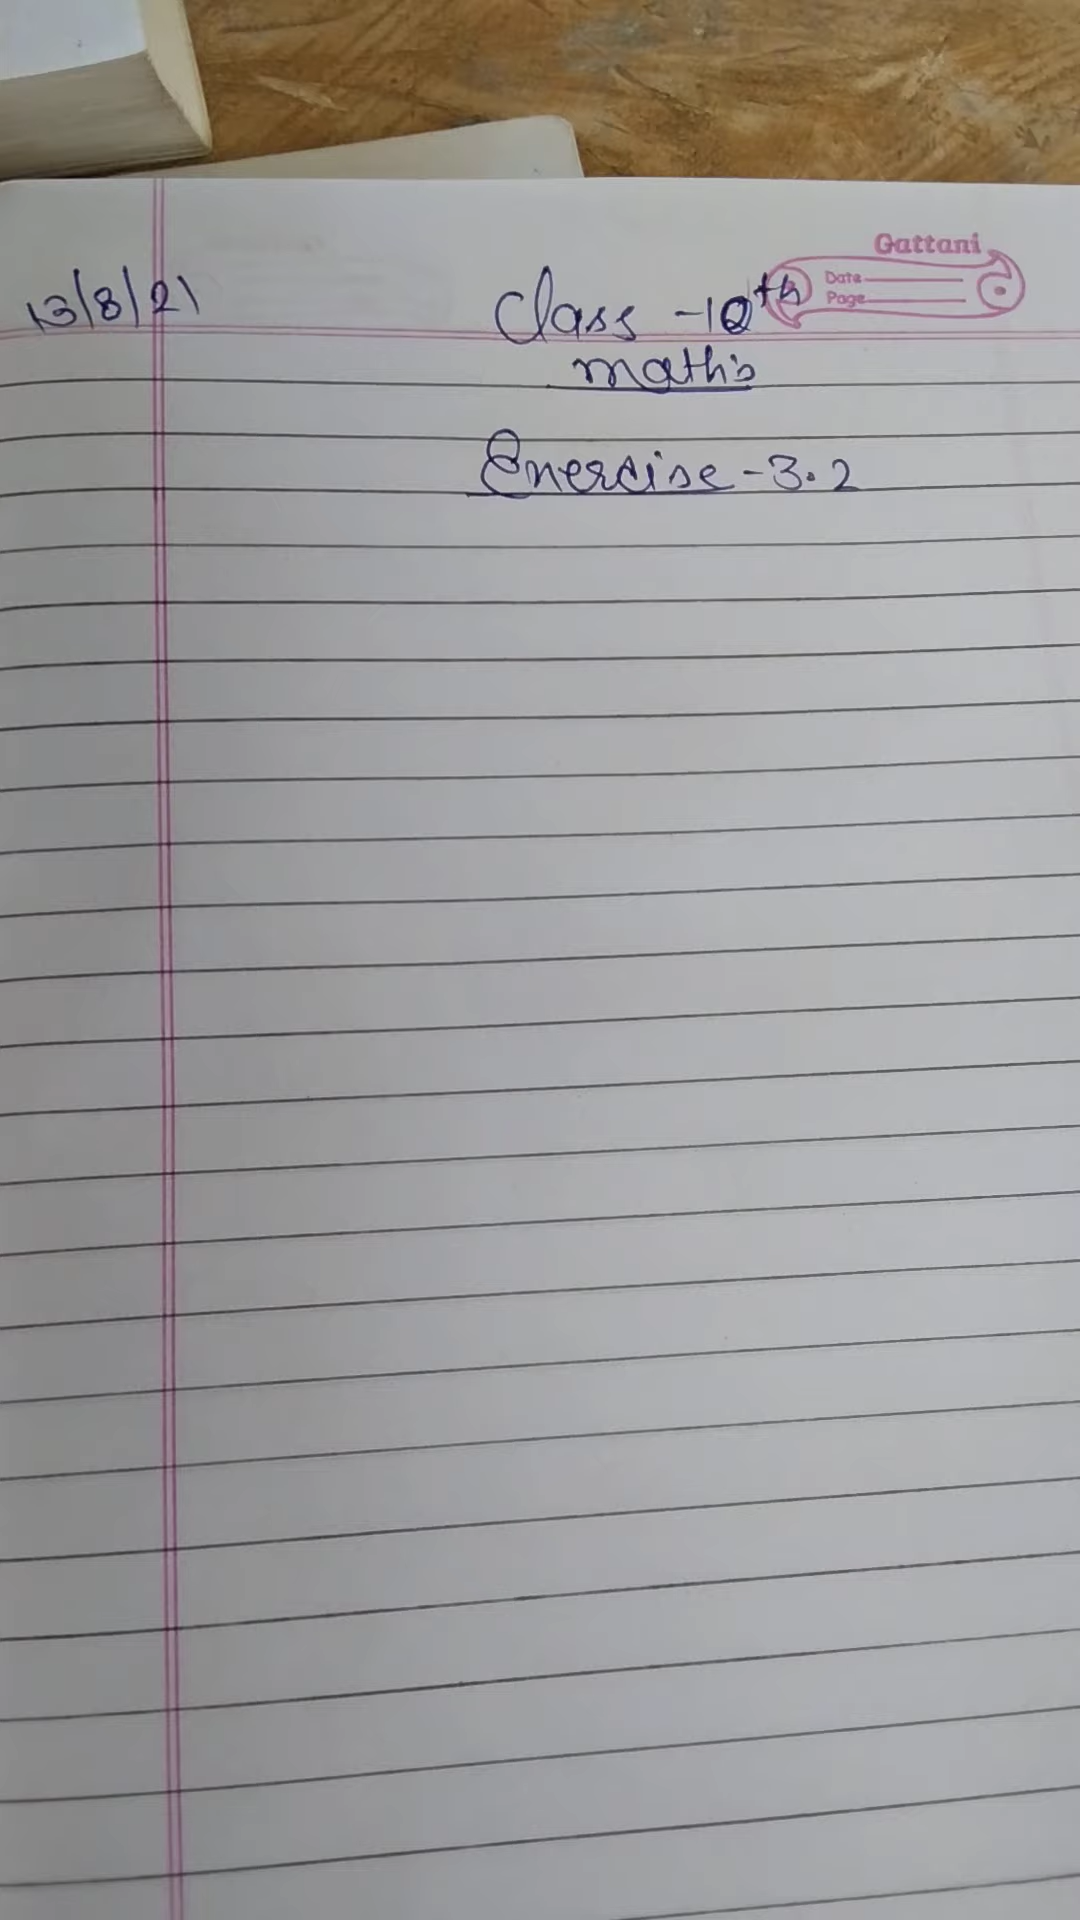 Gattani
Date
Page
13/8/21
Class -10th
maths
Exercise -3.2